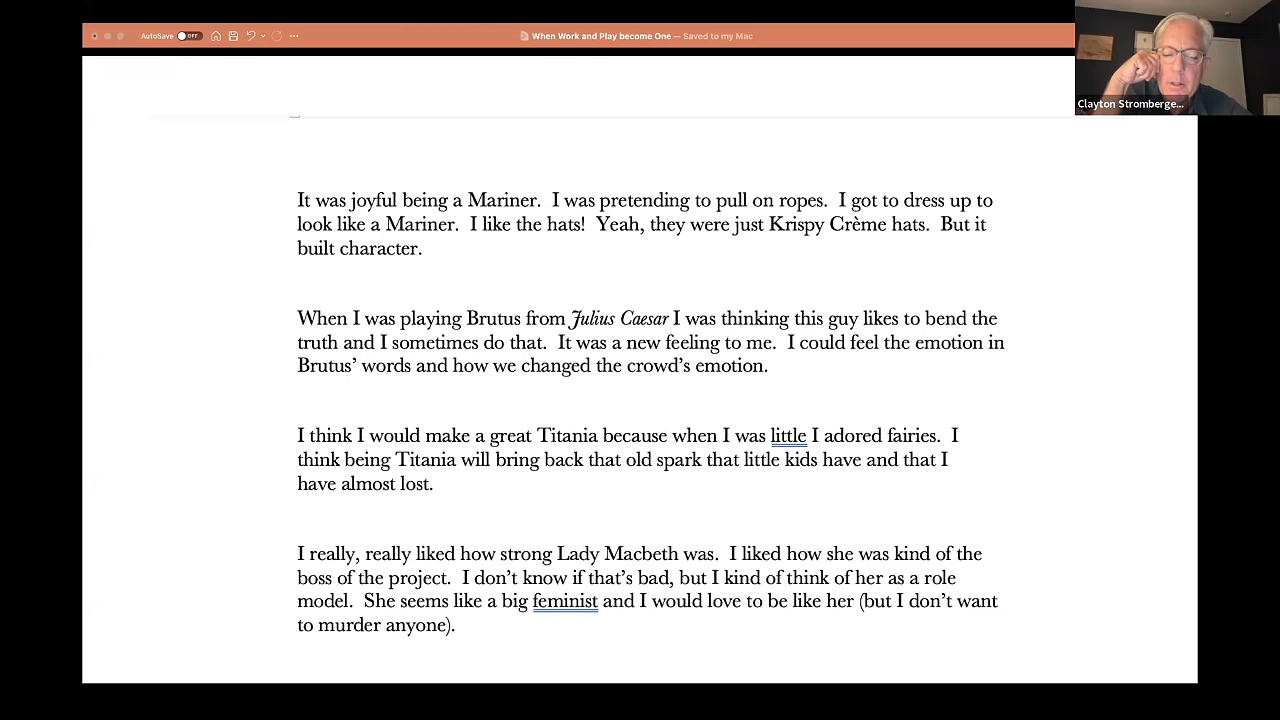 AutoSave OFF
When Work and Play become One — Saved to my Mac
Clayton Stromberge...
It was joyful being a Mariner. I was pretending to pull on ropes. I got to dress up to
look like a Mariner. I like the hats! Yeah, they were just Krispy Crème hats. But it
built character.
When I was playing Brutus from Julius Caesar I was thinking this guy likes to bend the
truth and I sometimes do that. It was a new feeling to me. I could feel the emotion in
Brutus’ words and how we changed the crowd’s emotion.
I think I would make a great Titania because when I was little I adored fairies. I
think being Titania will bring back that old spark that little kids have and that I
have almost lost.
I really, really liked how strong Lady Macbeth was. I liked how she was kind of the
boss of the project. I don’t know if that’s bad, but I kind of think of her as a role
model. She seems like a big feminist and I would love to be like her (but I don’t want
to murder anyone).